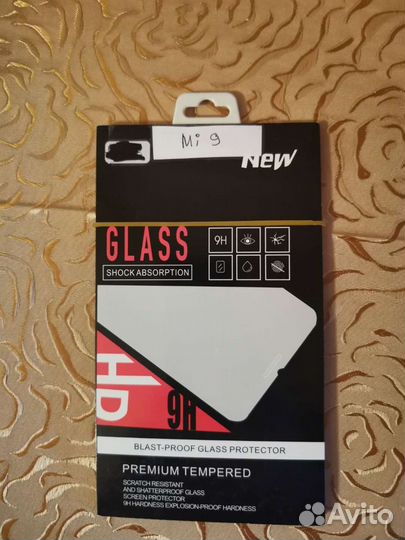 Mi 9
New
GLASS
SHOCK ABSORPTION
9H
HD
9H
BLAST-PROOF GLASS PROTECTOR
PREMIUM TEMPERED
SCRATCH RESISTANT
AND SHATTERPROOF GLASS
SCREEN PROTECTOR
9H HARDNESS EXPLOSION-PROOF HARDNESS
Avito